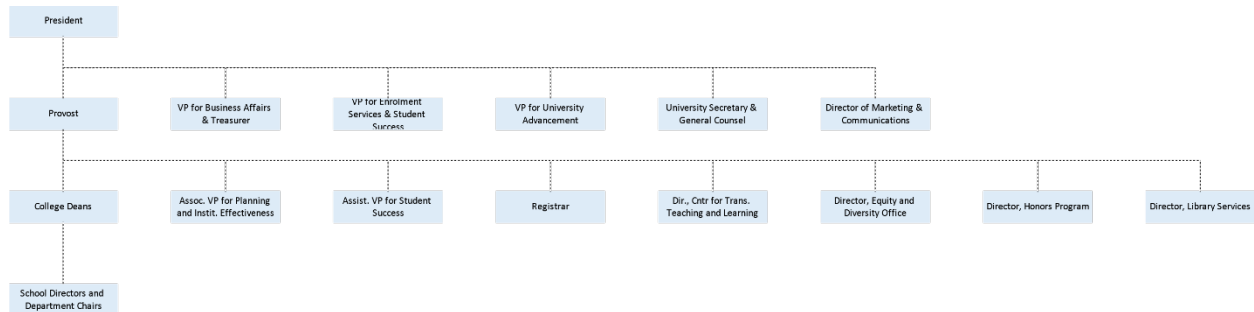 President
Provost
VP for Business Affairs
& Treasurer
VP for Enrolment
Services & Student
Success
VP for University
Advancement
University Secretary &
General Counsel
Director of Marketing &
Communications
College Deans
Assoc. VP for Planning
and Instit. Effectiveness
Assist. VP for Student
Success
Registrar
Dir., Cntr for Trans.
Teaching and Learning
Director, Equity and
Diversity Office
Director, Honors Program
Director, Library Services
School Directors and
Department Chairs